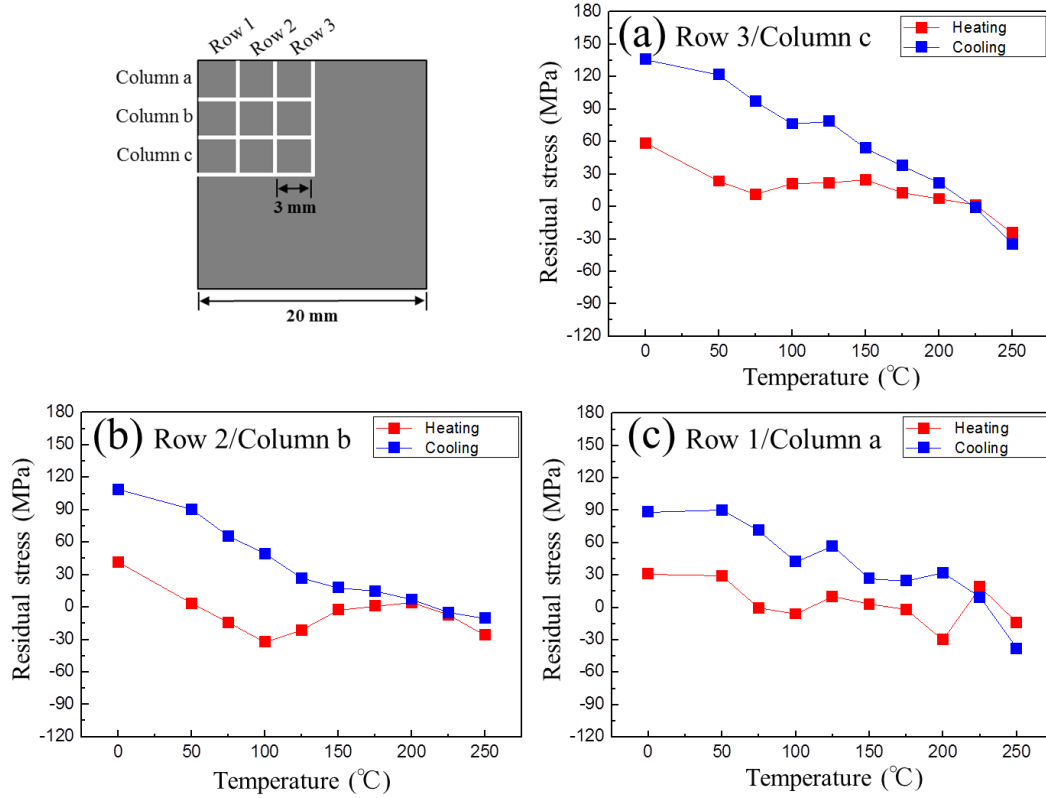 Row 1
Row 2
Row 3
Column a
Column b
Column c
3 mm
20 mm
(a) Row 3/Column c
Heating
Cooling
Residual stress (MPa)
180
150
120
90
60
30
0
-30
-60
-90
-120
0 50 100 150 200 250
Temperature (℃)
(b) Row 2/Column b
Heating
Cooling
Residual stress (MPa)
180
150
120
90
60
30
0
-30
-60
-90
-120
0 50 100 150 200 250
Temperature (℃)
(c) Row 1/Column a
Heating
Cooling
Residual stress (MPa)
180
150
120
90
60
30
0
-30
-60
-90
-120
0 50 100 150 200 250
Temperature (℃)